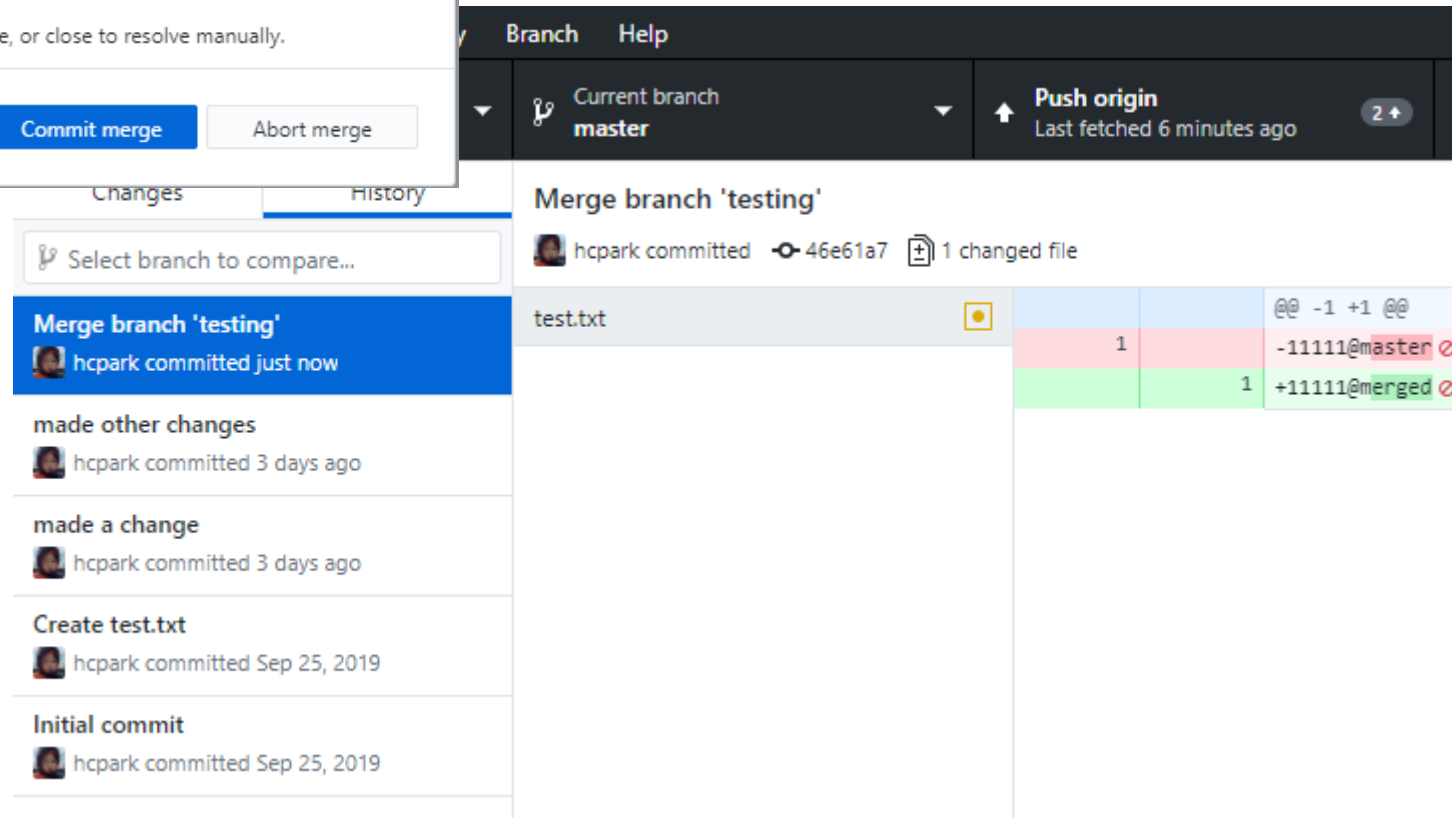 e, or close to resolve manually.
Commit merge Abort merge
Branch Help
Current branch
master
Push origin
Last fetched 6 minutes ago
2
Changes History
Select branch to compare...
Merge branch 'testing'
hcpark committed just now
made other changes
hcpark committed 3 days ago
made a change
hcpark committed 3 days ago
Create test.txt
hcpark committed Sep 25, 2019
Initial commit
hcpark committed Sep 25, 2019
Merge branch 'testing'
hcpark committed 46e61a7 1 changed file
test.txt
@@ -1 +1 @@
1 -11111@master
1 +11111@merged